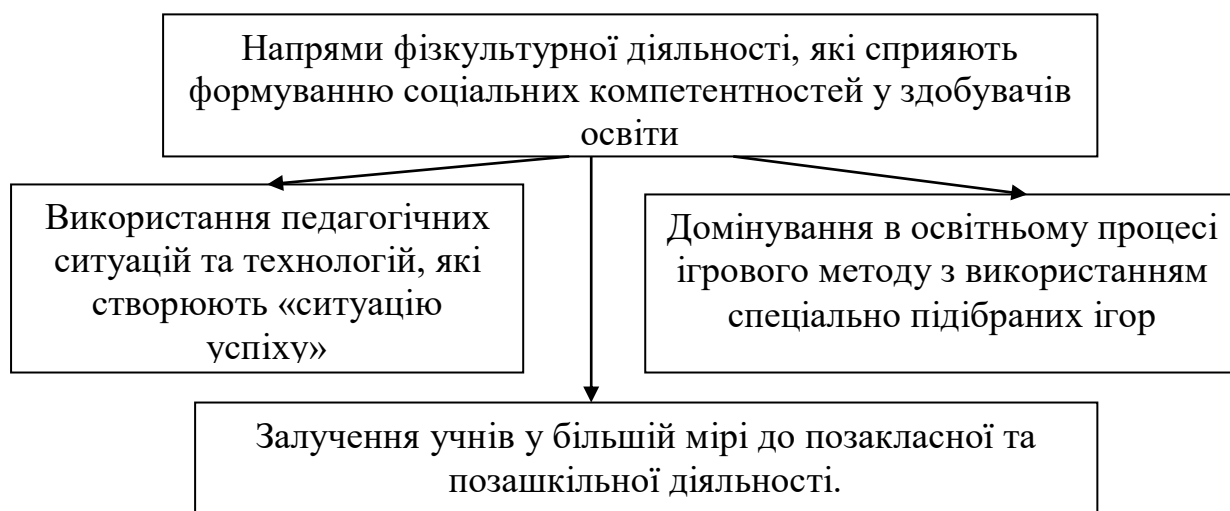 Напрями фізкультурної діяльності, які сприяють
формуванню соціальних компетентностей у здобувачів
освіти
Використання педагогічних
ситуацій та технологій, які
створюють «ситуацію
успіху»
Домінування в освітньому процесі
ігрового методу з використанням
спеціально підібраних ігор
Залучення учнів у більшій мірі до позакласної та
позашкільної діяльності.